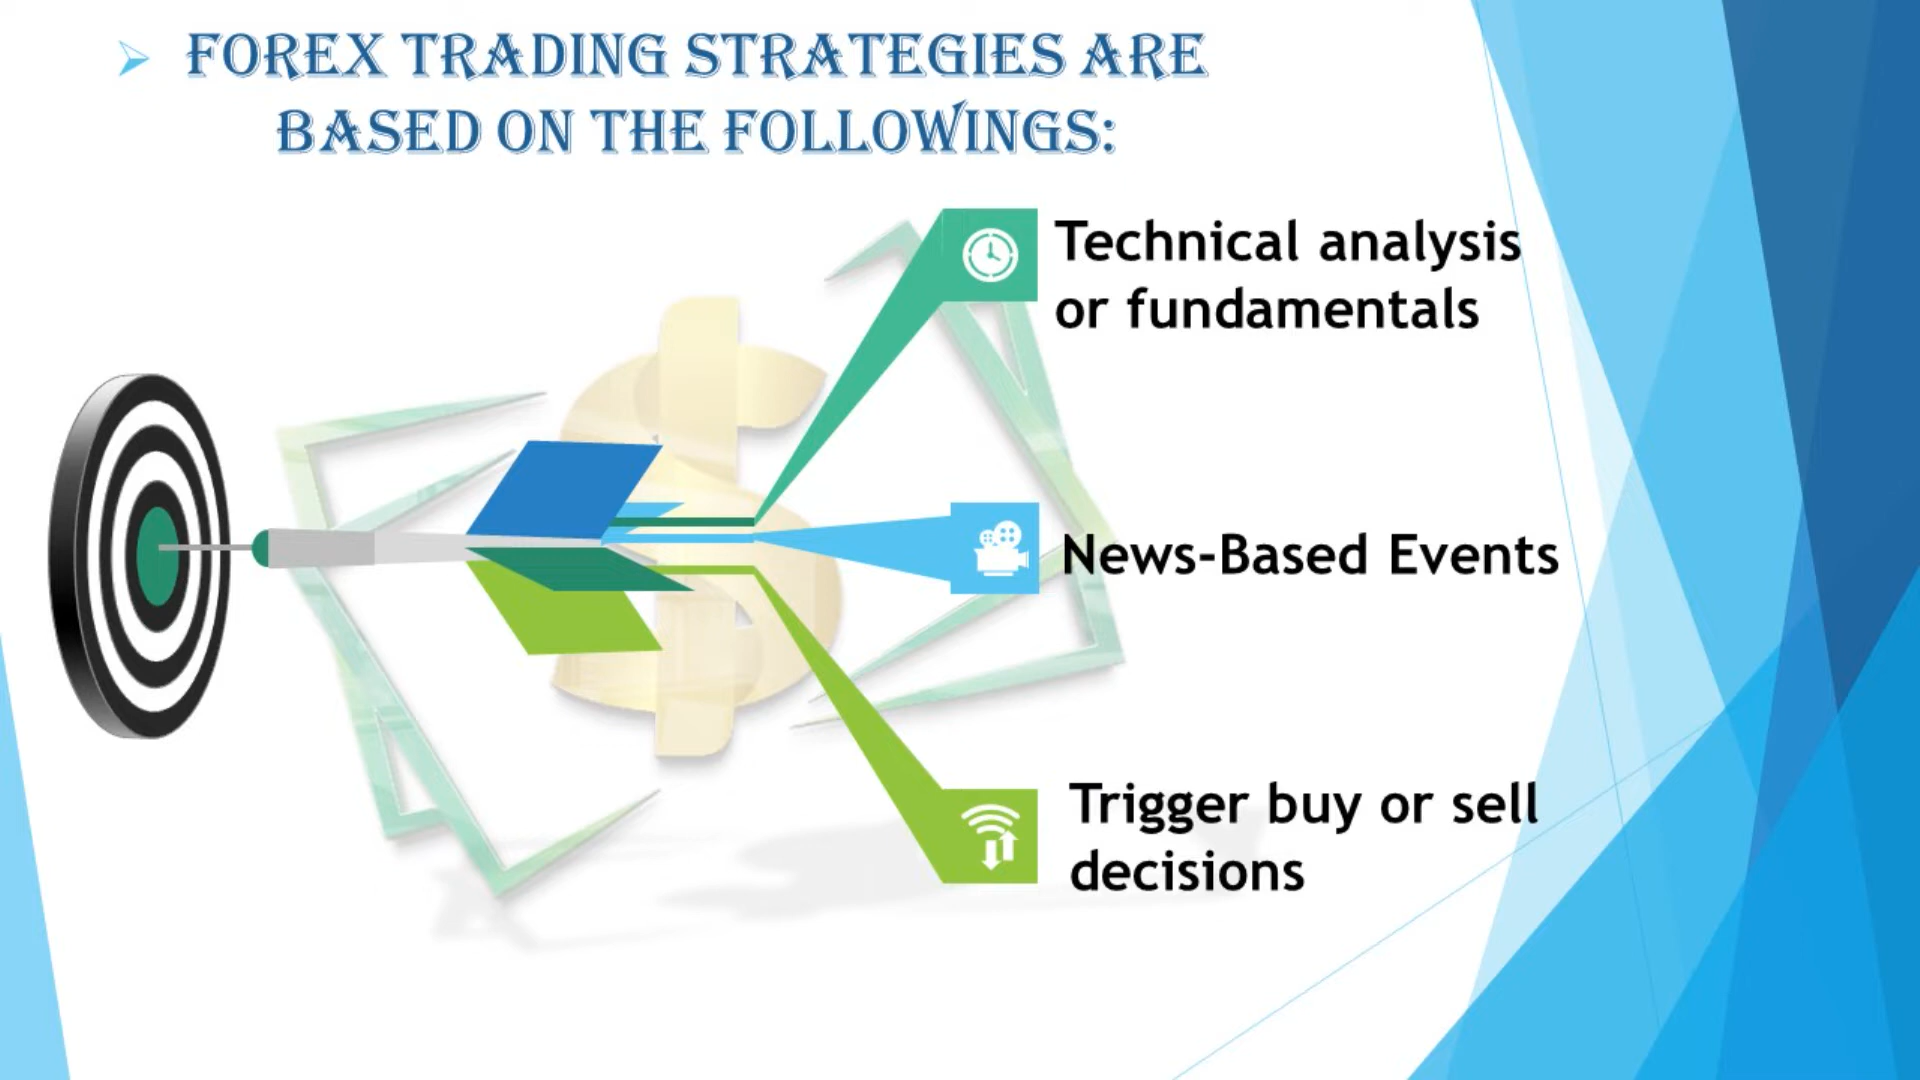 FOREX TRADING STRATEGIES ARE
BASED ON THE FOLLOWINGS:
Technical analysis
or fundamentals
News-Based Events
Trigger buy or sell
decisions